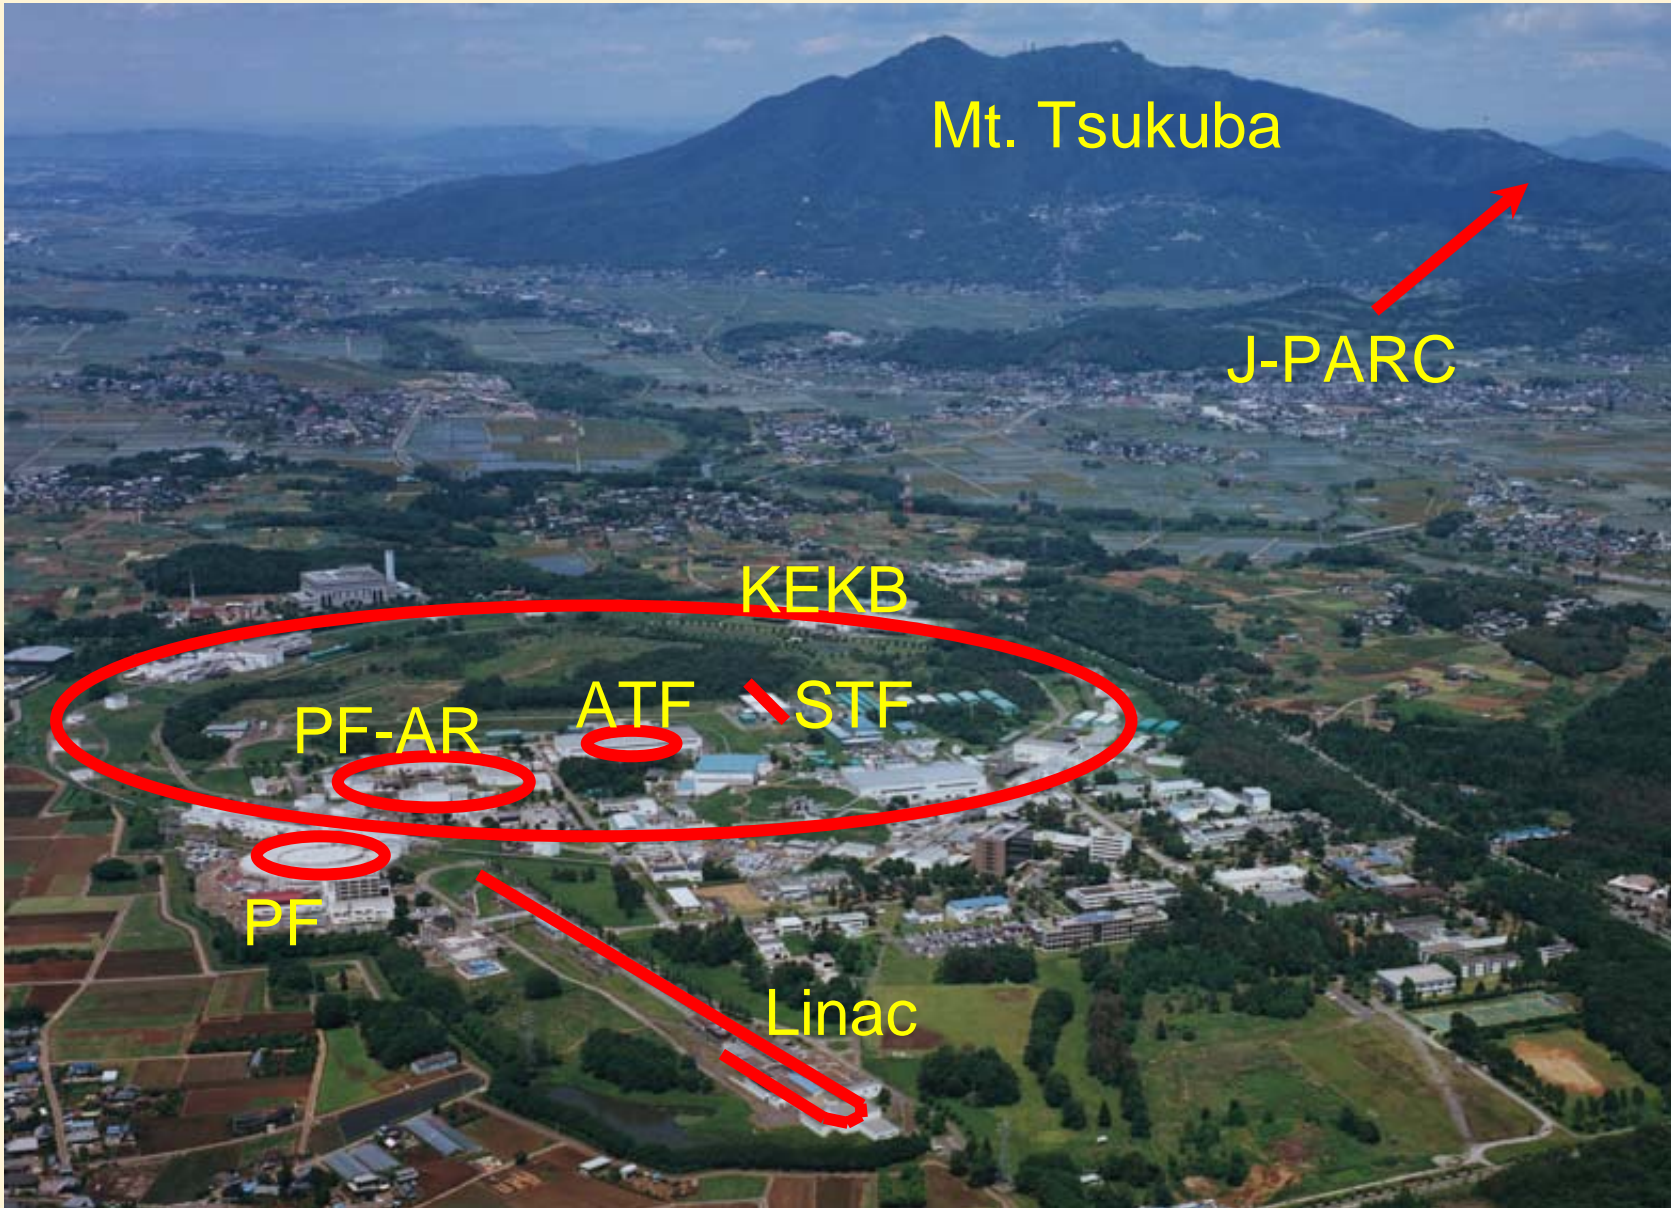 Mt. Tsukuba
J-PARC
KEKB
ATF
STF
PF-AR
PF
Linac